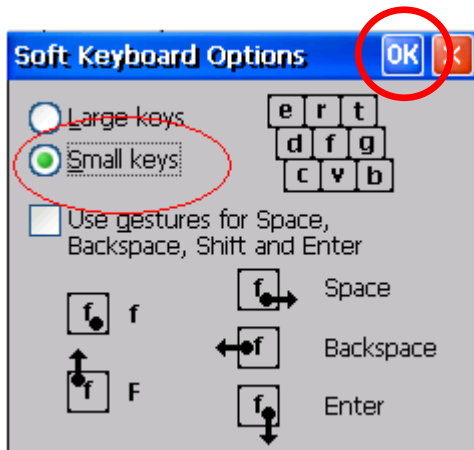 Soft Keyboard Options OK
Large keys
Small keys
e r t
d f g
c v b
Use gestures for Space,
Backspace, Shift and Enter
f f
f F
f Space
f Backspace
f Enter